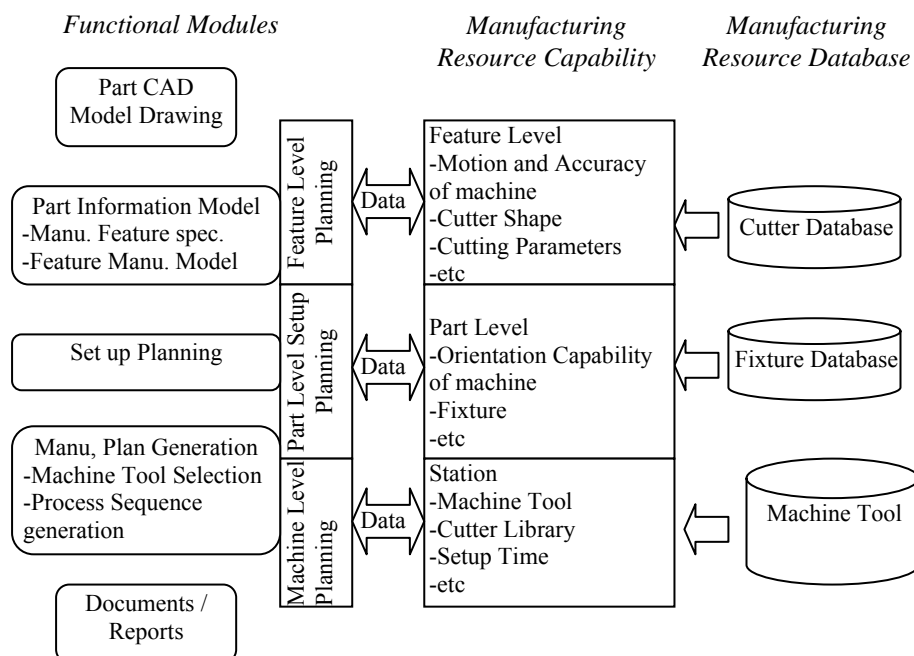 Functional Modules
Manufacturing
Resource Capability
Manufacturing
Resource Database
Part CAD
Model Drawing
Part Information Model
-Manu. Feature spec.
-Feature Manu. Model
Set up Planning
Manu, Plan Generation
-Machine Tool Selection
-Process Sequence
generation
Documents /
Reports
Feature Level
Planning
Part Level Setup
Planning
Machine Level
Planning
Data
Data
Data
Feature Level
-Motion and Accuracy
of machine
-Cutter Shape
-Cutting Parameters
-etc
Part Level
-Orientation Capability
of machine
-Fixture
-etc
Station
-Machine Tool
-Cutter Library
-Setup Time
-etc
Cutter Database
Fixture Database
Machine Tool